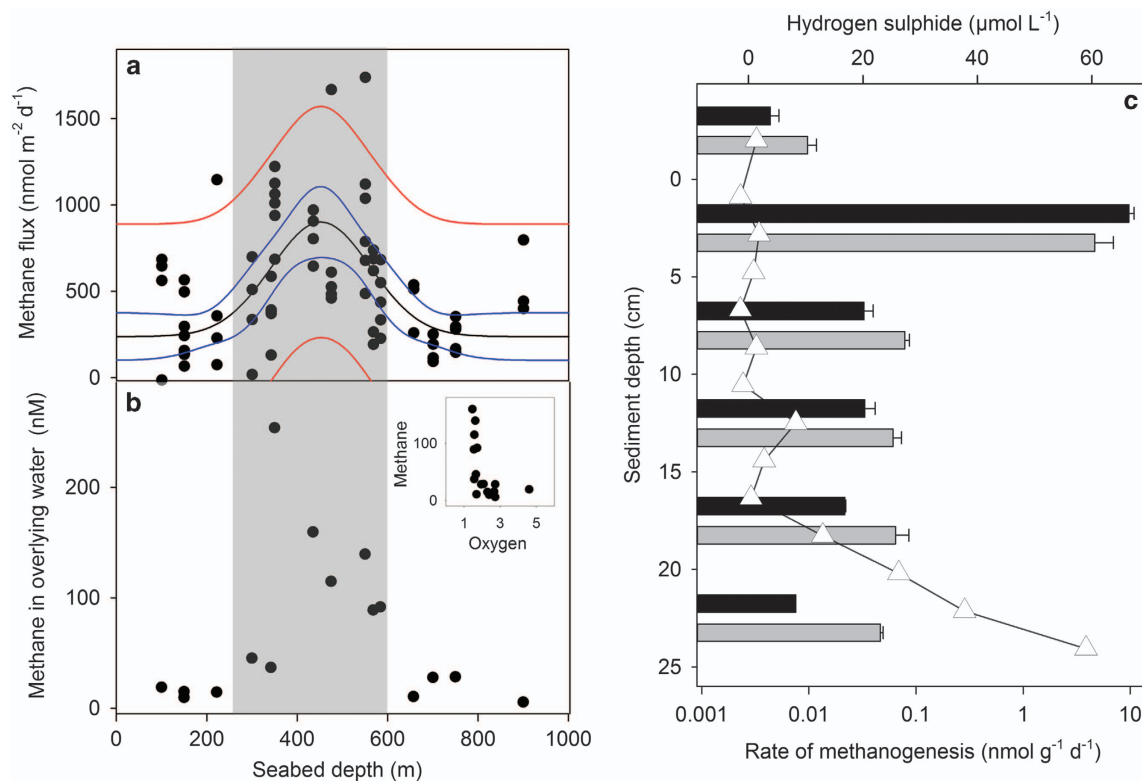 a
Methane flux (nmol m⁻² d⁻¹)
1500
1000
500
0
b
Methane in overlying water (nM)
200
100
0
Methane
100
0
1 3 5
Oxygen
0 200 400 600 800 1000
Seabed depth (m)
Hydrogen sulphide (µmol L⁻¹)
0 20 40 60
c
Sediment depth (cm)
0
5
10
15
20
25
0.001 0.01 0.1 1 10
Rate of methanogenesis (nmol g⁻¹ d⁻¹)